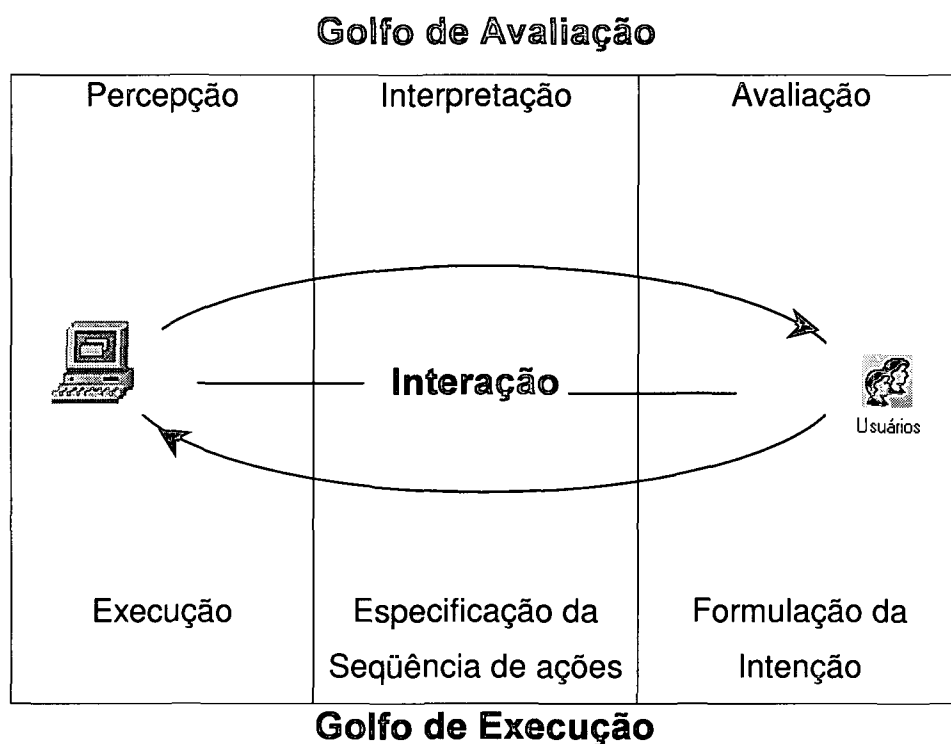 Golfo de Avaliação
Percepção Interpretação Avaliação
Interação
Usuários
Execução Especificação da Formulação da
Seqüência de ações Intenção
Golfo de Execução